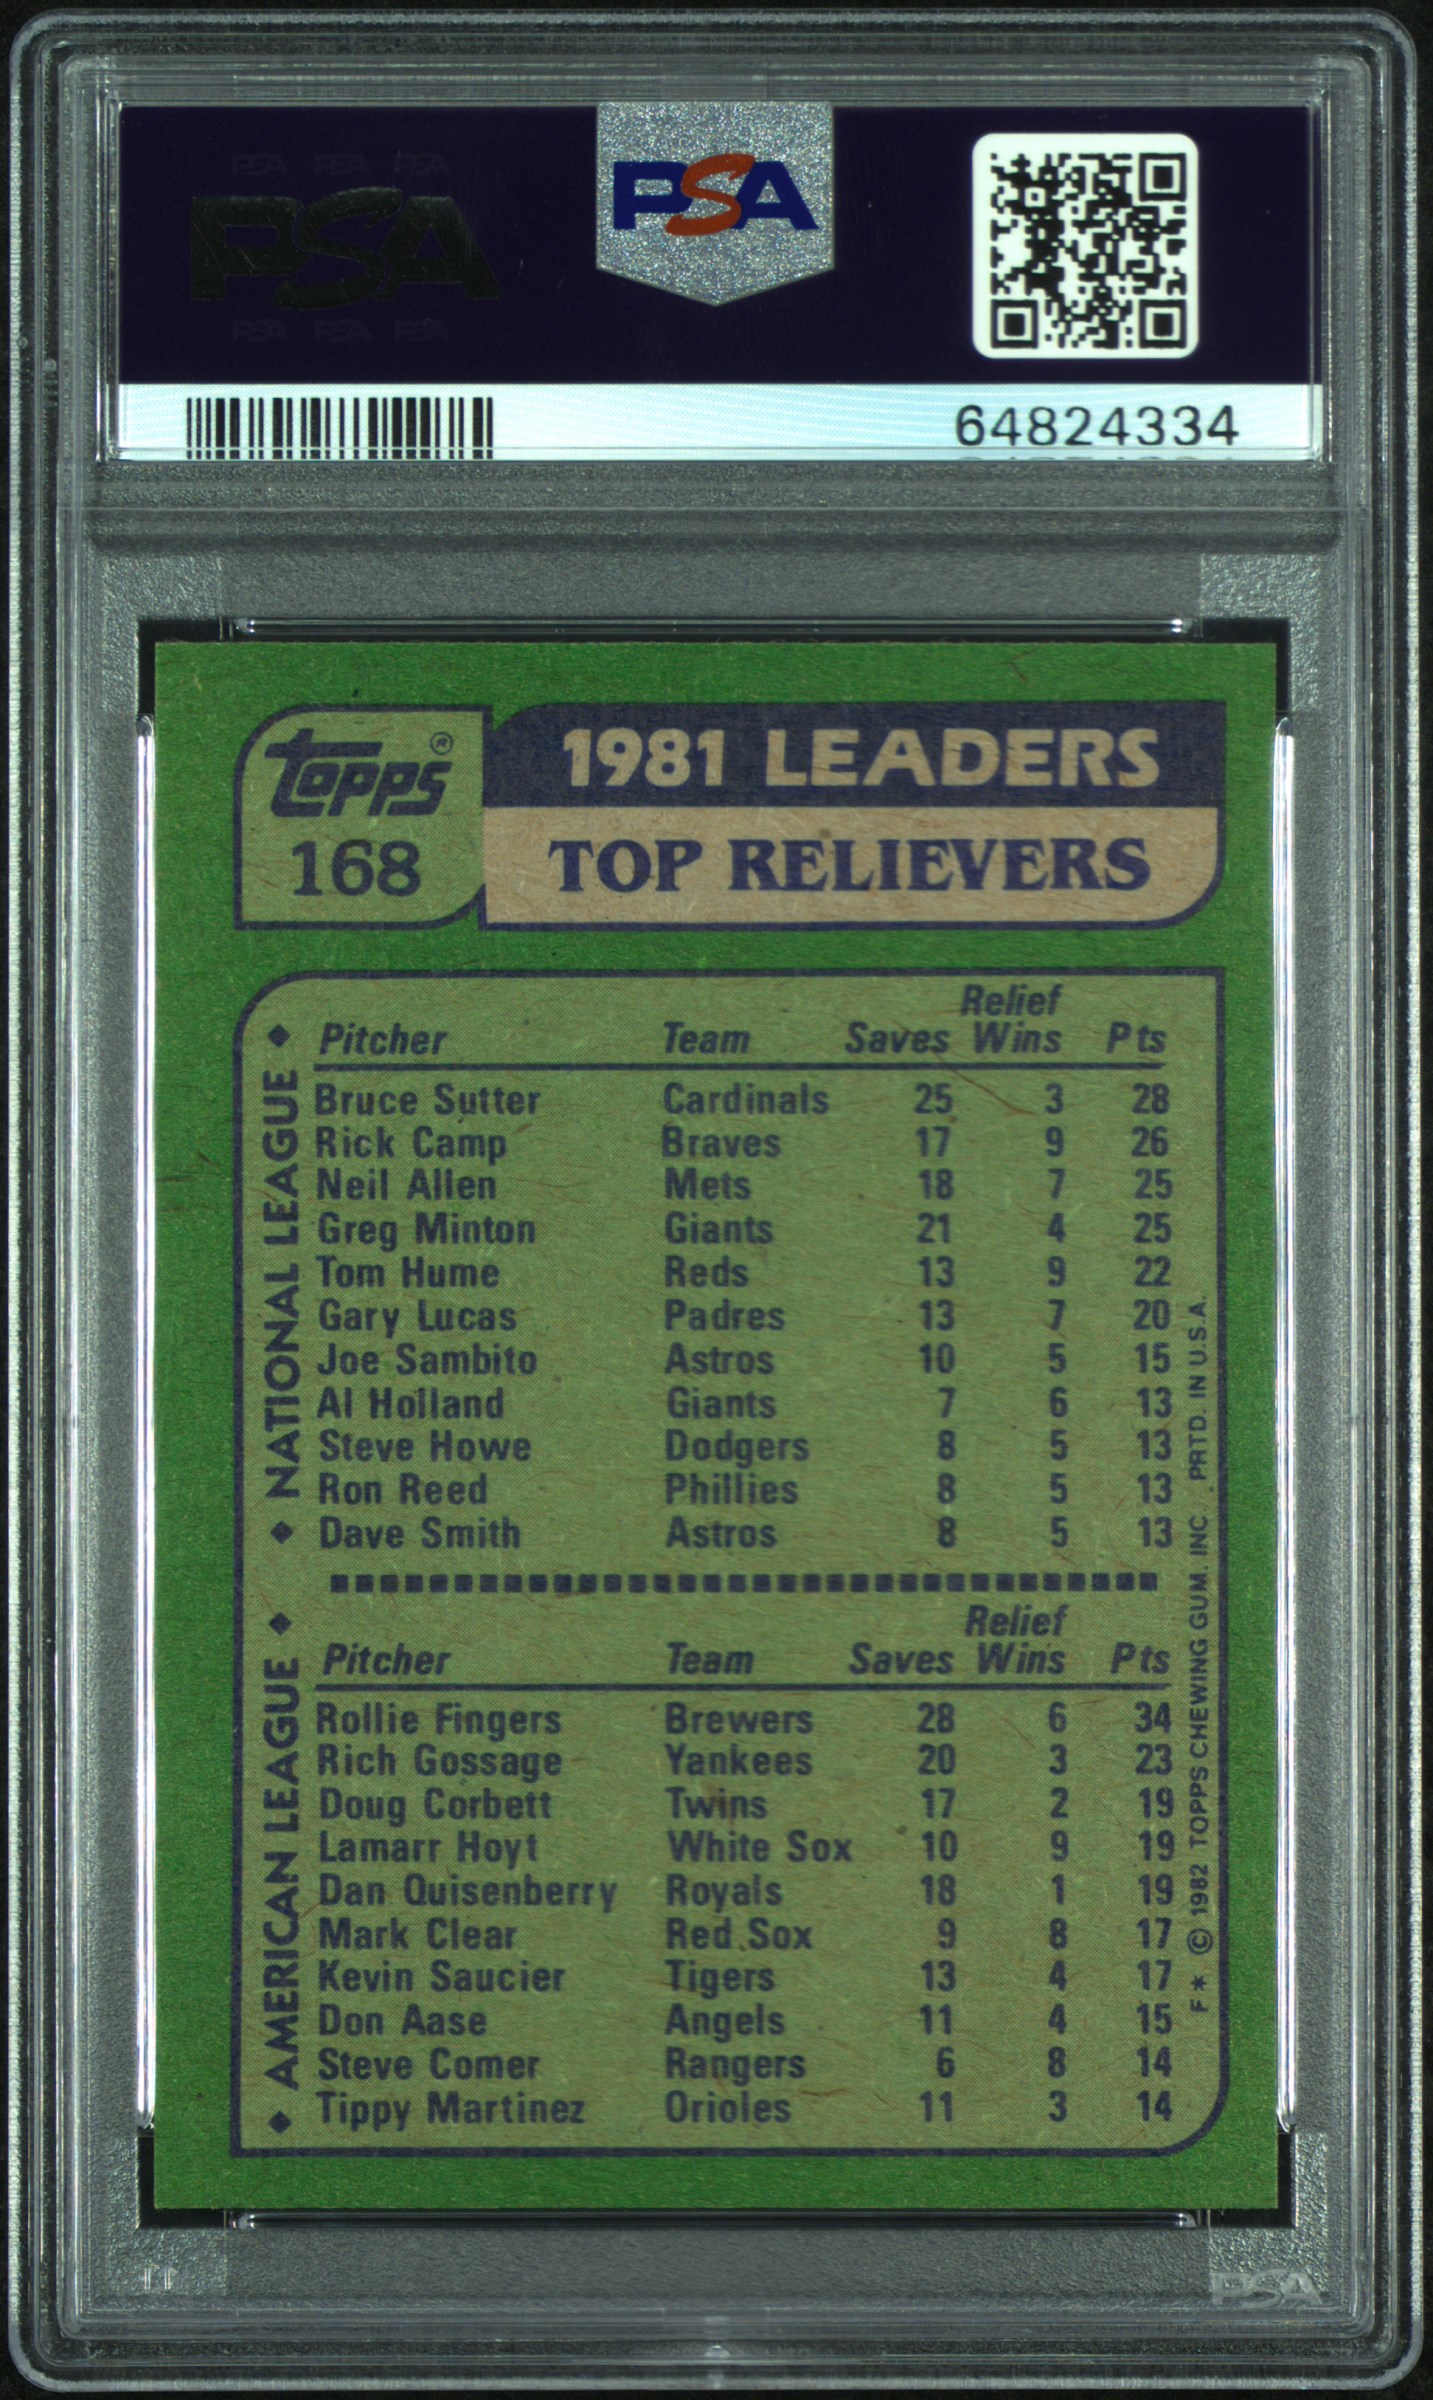 PSA PSA PSA
PSA
PSA PSA PSA
PSA
64824334
Topps®
168
1981 LEADERS
TOP RELIEVERS
◆ NATIONAL LEAGUE ◆
Pitcher Team Saves Relief Wins Pts
Bruce Sutter Cardinals 25 3 28
Rick Camp Braves 17 9 26
Neil Allen Mets 18 7 25
Greg Minton Giants 21 4 25
Tom Hume Reds 13 9 22
Gary Lucas Padres 13 7 20
Joe Sambito Astros 10 5 15
Al Holland Giants 7 6 13
Steve Howe Dodgers 8 5 13
Ron Reed Phillies 8 5 13
Dave Smith Astros 8 5 13
◆ AMERICAN LEAGUE ◆
Pitcher Team Saves Relief Wins Pts
Rollie Fingers Brewers 28 6 34
Rich Gossage Yankees 20 3 23
Doug Corbett Twins 17 2 19
Lamarr Hoyt White Sox 10 9 19
Dan Quisenberry Royals 18 1 19
Mark Clear Red Sox 9 8 17
Kevin Saucier Tigers 13 4 17
Don Aase Angels 11 4 15
Steve Comer Rangers 6 8 14
Tippy Martinez Orioles 11 3 14
F* © 1982 TOPPS CHEWING GUM. INC. PRTD. IN U.S.A.
PSA